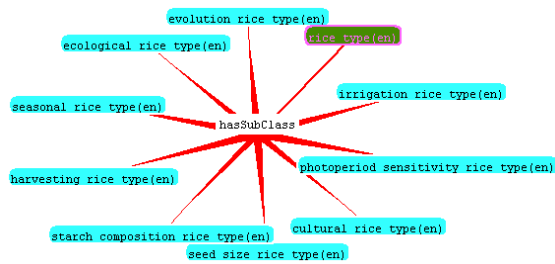 evolution rice type(en)
rice type(en)
ecological rice type(en)
irrigation rice type(en)
seasonal rice type(en)
hasSubClass
photoperiod sensitivity rice type(en)
harvesting rice type(en)
cultural rice type(en)
starch composition rice type(en)
seed size rice type(en)